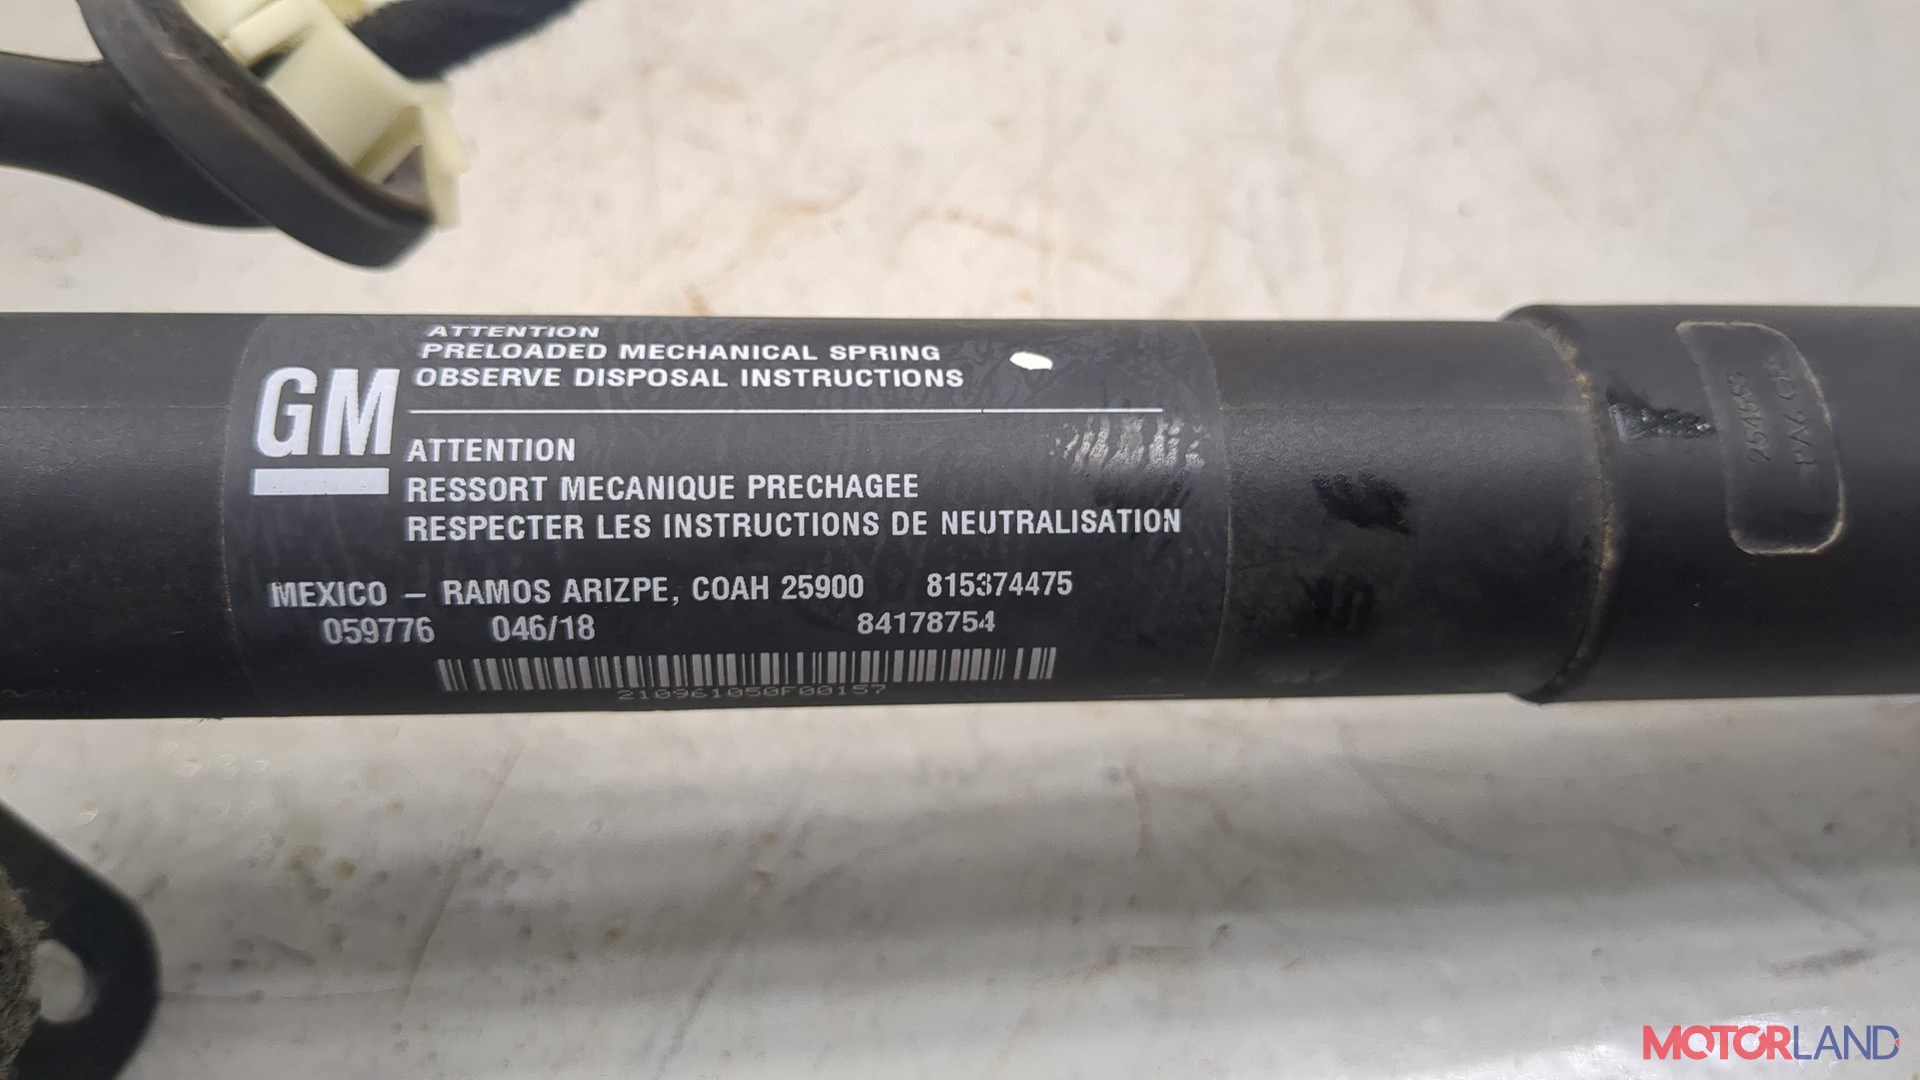 GM
ATTENTION
PRELOADED MECHANICAL SPRING
OBSERVE DISPOSAL INSTRUCTIONS
ATTENTION
RESSORT MECANIQUE PRECHAGEE
RESPECTER LES INSTRUCTIONS DE NEUTRALISATION
MEXICO – RAMOS ARIZPE, COAH 25900 815374475
059776 046/18 84178754
210961050F00157
MOTORLAND